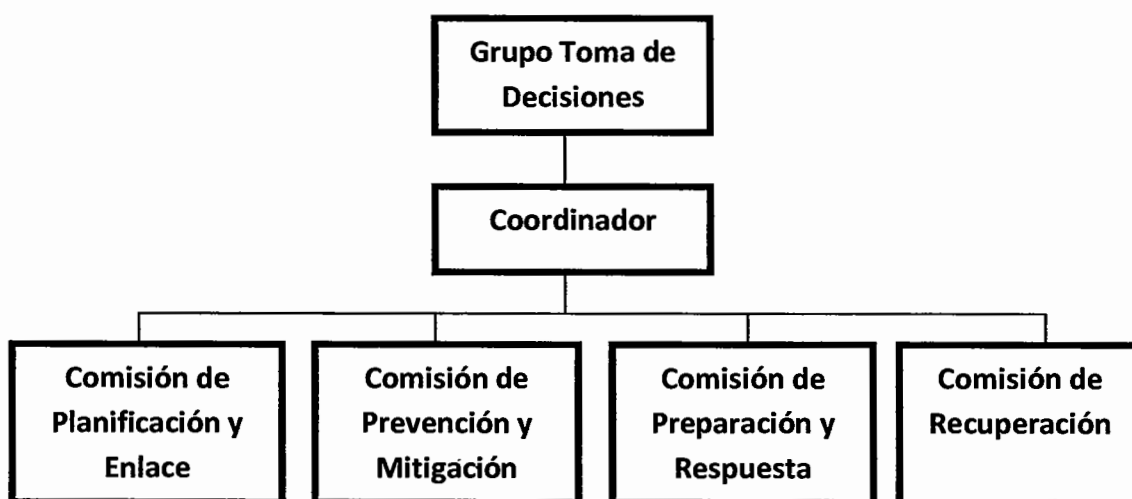 Grupo Toma de
Decisiones
Coordinador
Comisión de
Planificación y
Enlace
Comisión de
Prevención y
Mitigación
Comisión de
Preparación y
Respuesta
Comisión de
Recuperación